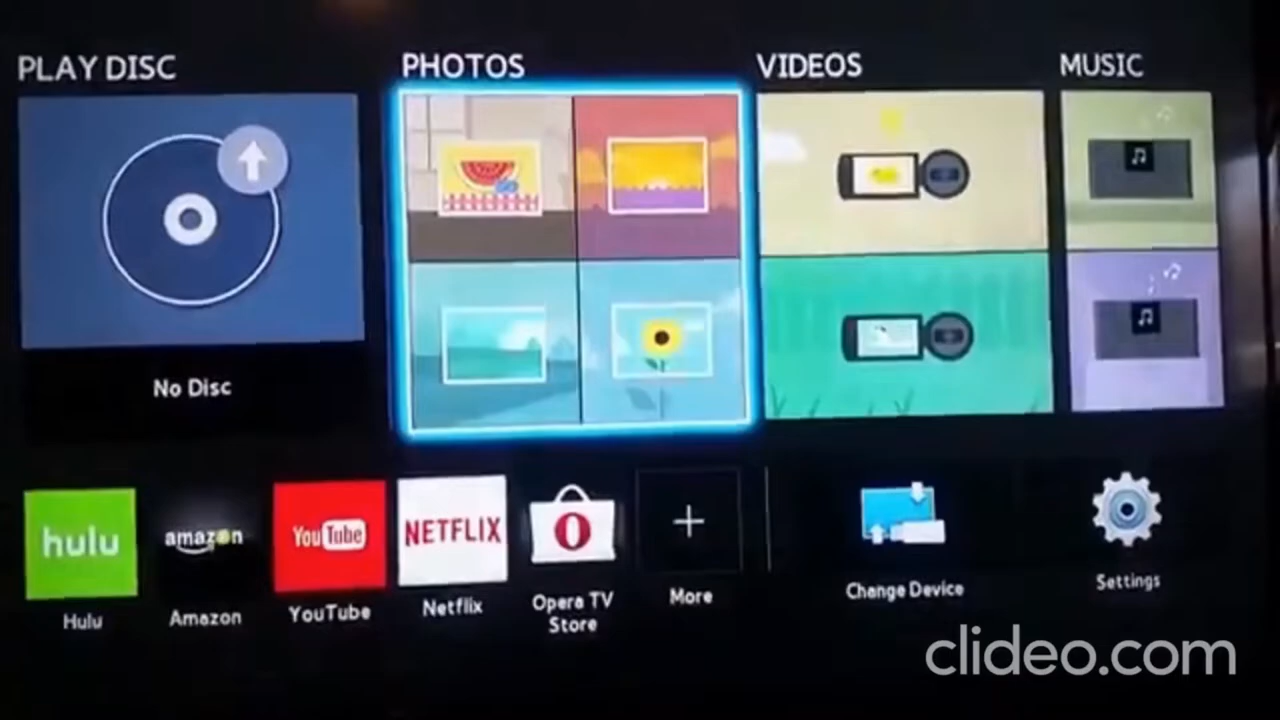 PLAY DISC
PHOTOS
VIDEOS
MUSIC
No Disc
hulu
amazon
YouTube
NETFLIX
Hulu
Amazon
YouTube
Netflix
Opera TV
Store
More
Change Device
Settings
clideo.com